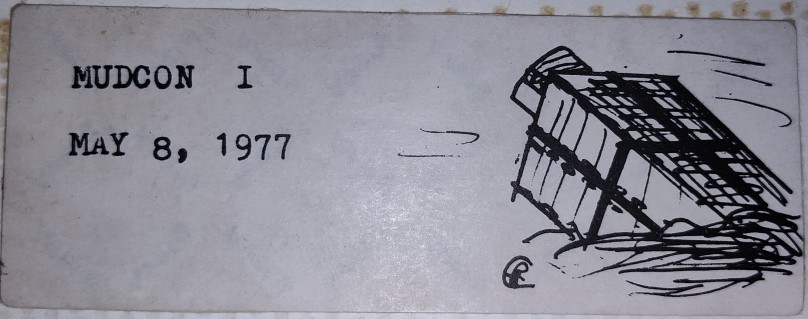 MUDCON I
MAY 8, 1977